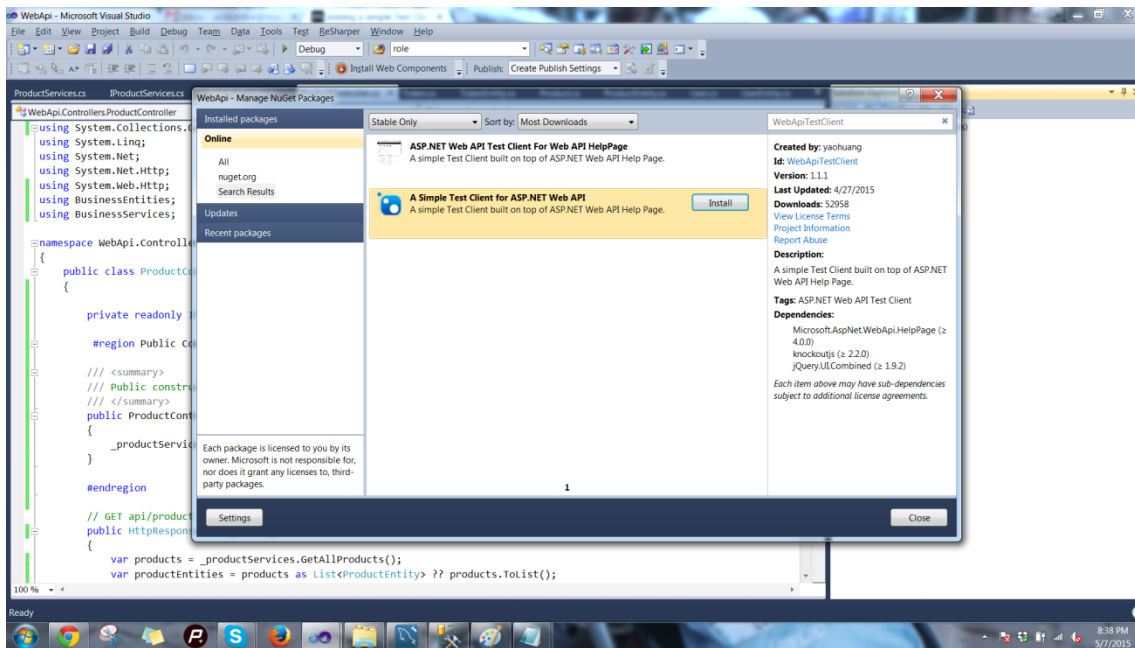 WebApi - Microsoft Visual Studio
File Edit View Project Build Debug Team Data Tools Test ReSharper Window Help
Debug role
Install Web Components Publish: Create Publish Settings
ProductServices.cs IProductServices.cs
WebApi.Controllers.ProductController
using System.Collections.G
using System.Linq;
using System.Net;
using System.Net.Http;
using System.Web.Http;
using BusinessEntities;
using BusinessServices;
namespace WebApi.Controlle
{
public class ProductCo
{
private readonly I
#region Public Co
/// <summary>
/// Public constru
/// </summary>
public ProductCont
{
_productServic
}
#endregion
// GET api/product
public HttpRespons
{
var products = _productServices.GetAllProducts();
var productEntities = products as List<ProductEntity> ?? products.ToList();
100 %
Ready
WebApi - Manage NuGet Packages
Installed packages
Online
All
nuget.org
Search Results
Updates
Recent packages
Each package is licensed to you by its
owner. Microsoft is not responsible for,
nor does it grant any licenses to, third-
party packages.
Settings
Stable Only Sort by: Most Downloads
ASP.NET Web API Test Client For Web API HelpPage
A simple Test Client built on top of ASP.NET Web API Help Page.
A Simple Test Client for ASP.NET Web API
A simple Test Client built on top of ASP.NET Web API Help Page.
Install
1
WebApiTestClient
Created by: yaohuang
Id: WebApiTestClient
Version: 1.1.1
Last Updated: 4/27/2015
Downloads: 52958
View License Terms
Project Information
Report Abuse
Description:
A simple Test Client built on top of ASP.NET
Web API Help Page.
Tags: ASP.NET Web API Test Client
Dependencies:
Microsoft.AspNet.WebApi.HelpPage (≥
4.0.0)
knockoutjs (≥ 2.2.0)
jQuery.UI.Combined (≥ 1.9.2)
Each item above may have sub-dependencies
subject to additional license agreements.
Close
8:38 PM
5/7/2015